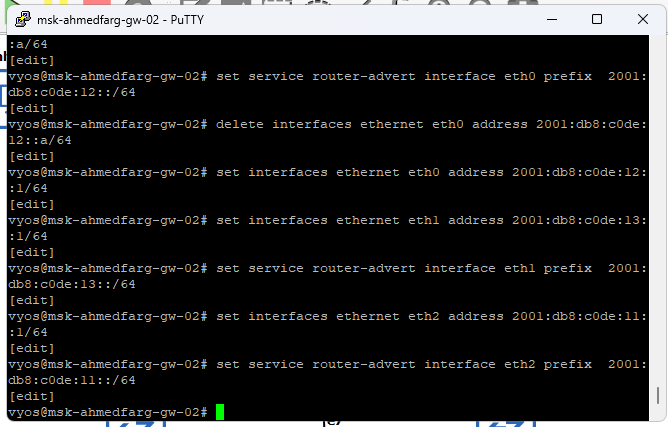 msk-ahmedfarg-gw-02 - PuTTY
:a/64
[edit]
vyos@msk-ahmedfarg-gw-02# set service router-advert interface eth0 prefix  2001:
db8:c0de:12::/64
[edit]
vyos@msk-ahmedfarg-gw-02# delete interfaces ethernet eth0 address 2001:db8:c0de:
12::a/64
[edit]
vyos@msk-ahmedfarg-gw-02# set interfaces ethernet eth0 address 2001:db8:c0de:12:
:1/64
[edit]
vyos@msk-ahmedfarg-gw-02# set interfaces ethernet eth1 address 2001:db8:c0de:13:
:1/64
[edit]
vyos@msk-ahmedfarg-gw-02# set service router-advert interface eth1 prefix  2001:
db8:c0de:13::/64
[edit]
vyos@msk-ahmedfarg-gw-02# set interfaces ethernet eth2 address 2001:db8:c0de:11:
:1/64
[edit]
vyos@msk-ahmedfarg-gw-02# set service router-advert interface eth2 prefix  2001:
db8:c0de:11::/64
[edit]
vyos@msk-ahmedfarg-gw-02#